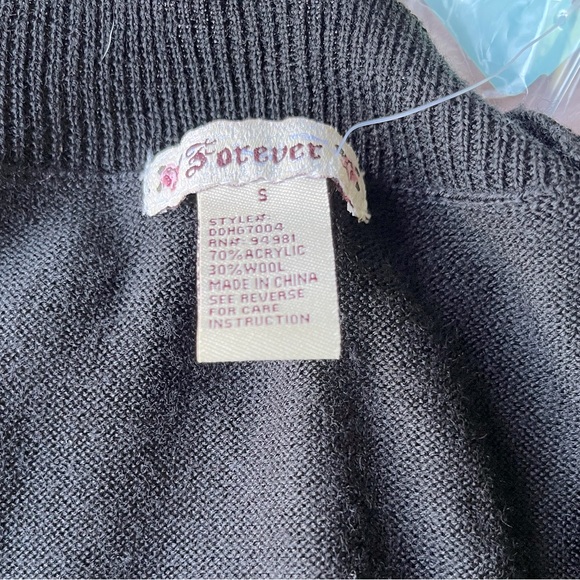 Forever
S
STYLE#:
DDHG7004
RN#: 94981
70%ACRYLIC
30%WOOL
MADE IN CHINA
SEE REVERSE
FOR CARE
INSTRUCTION